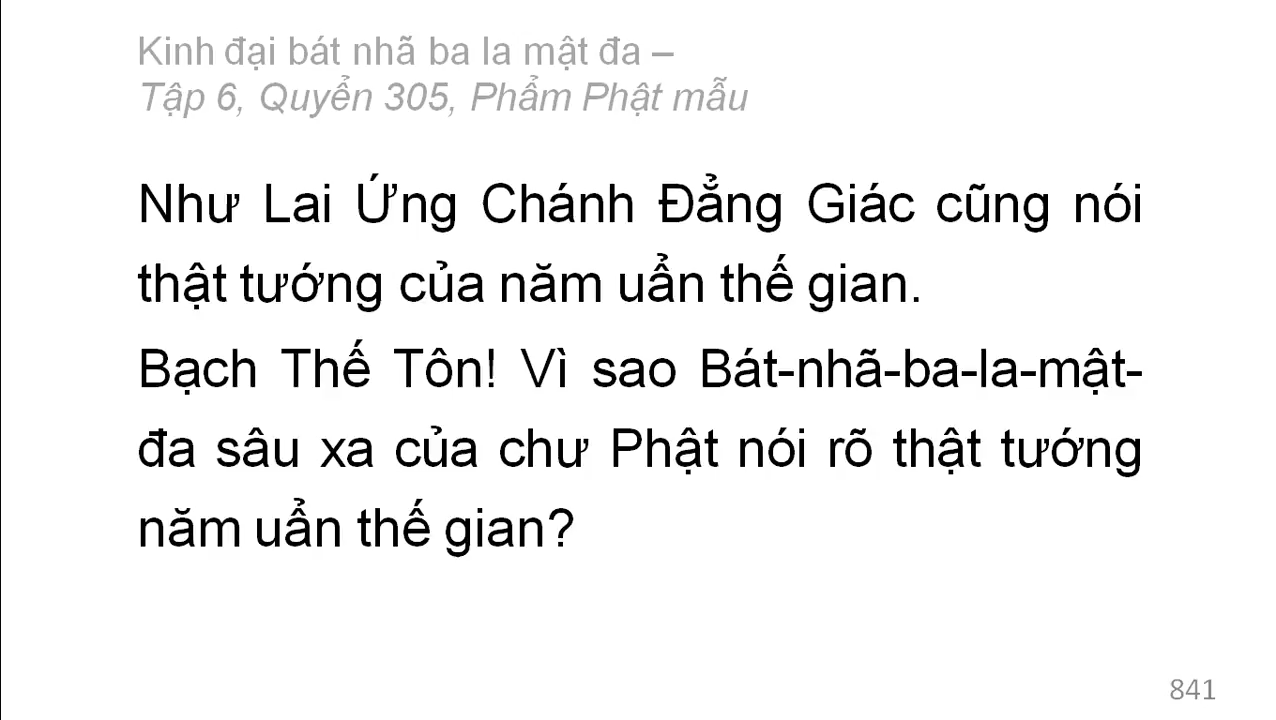 Kinh đại bát nhã ba la mật đa –
Tập 6, Quyển 305, Phẩm Phật mẫu
Như Lai Ứng Chánh Đẳng Giác cũng nói
thật tướng của năm uẩn thế gian.
Bạch Thế Tôn! Vì sao Bát-nhã-ba-la-mật-
đa sâu xa của chư Phật nói rõ thật tướng
năm uẩn thế gian?
841